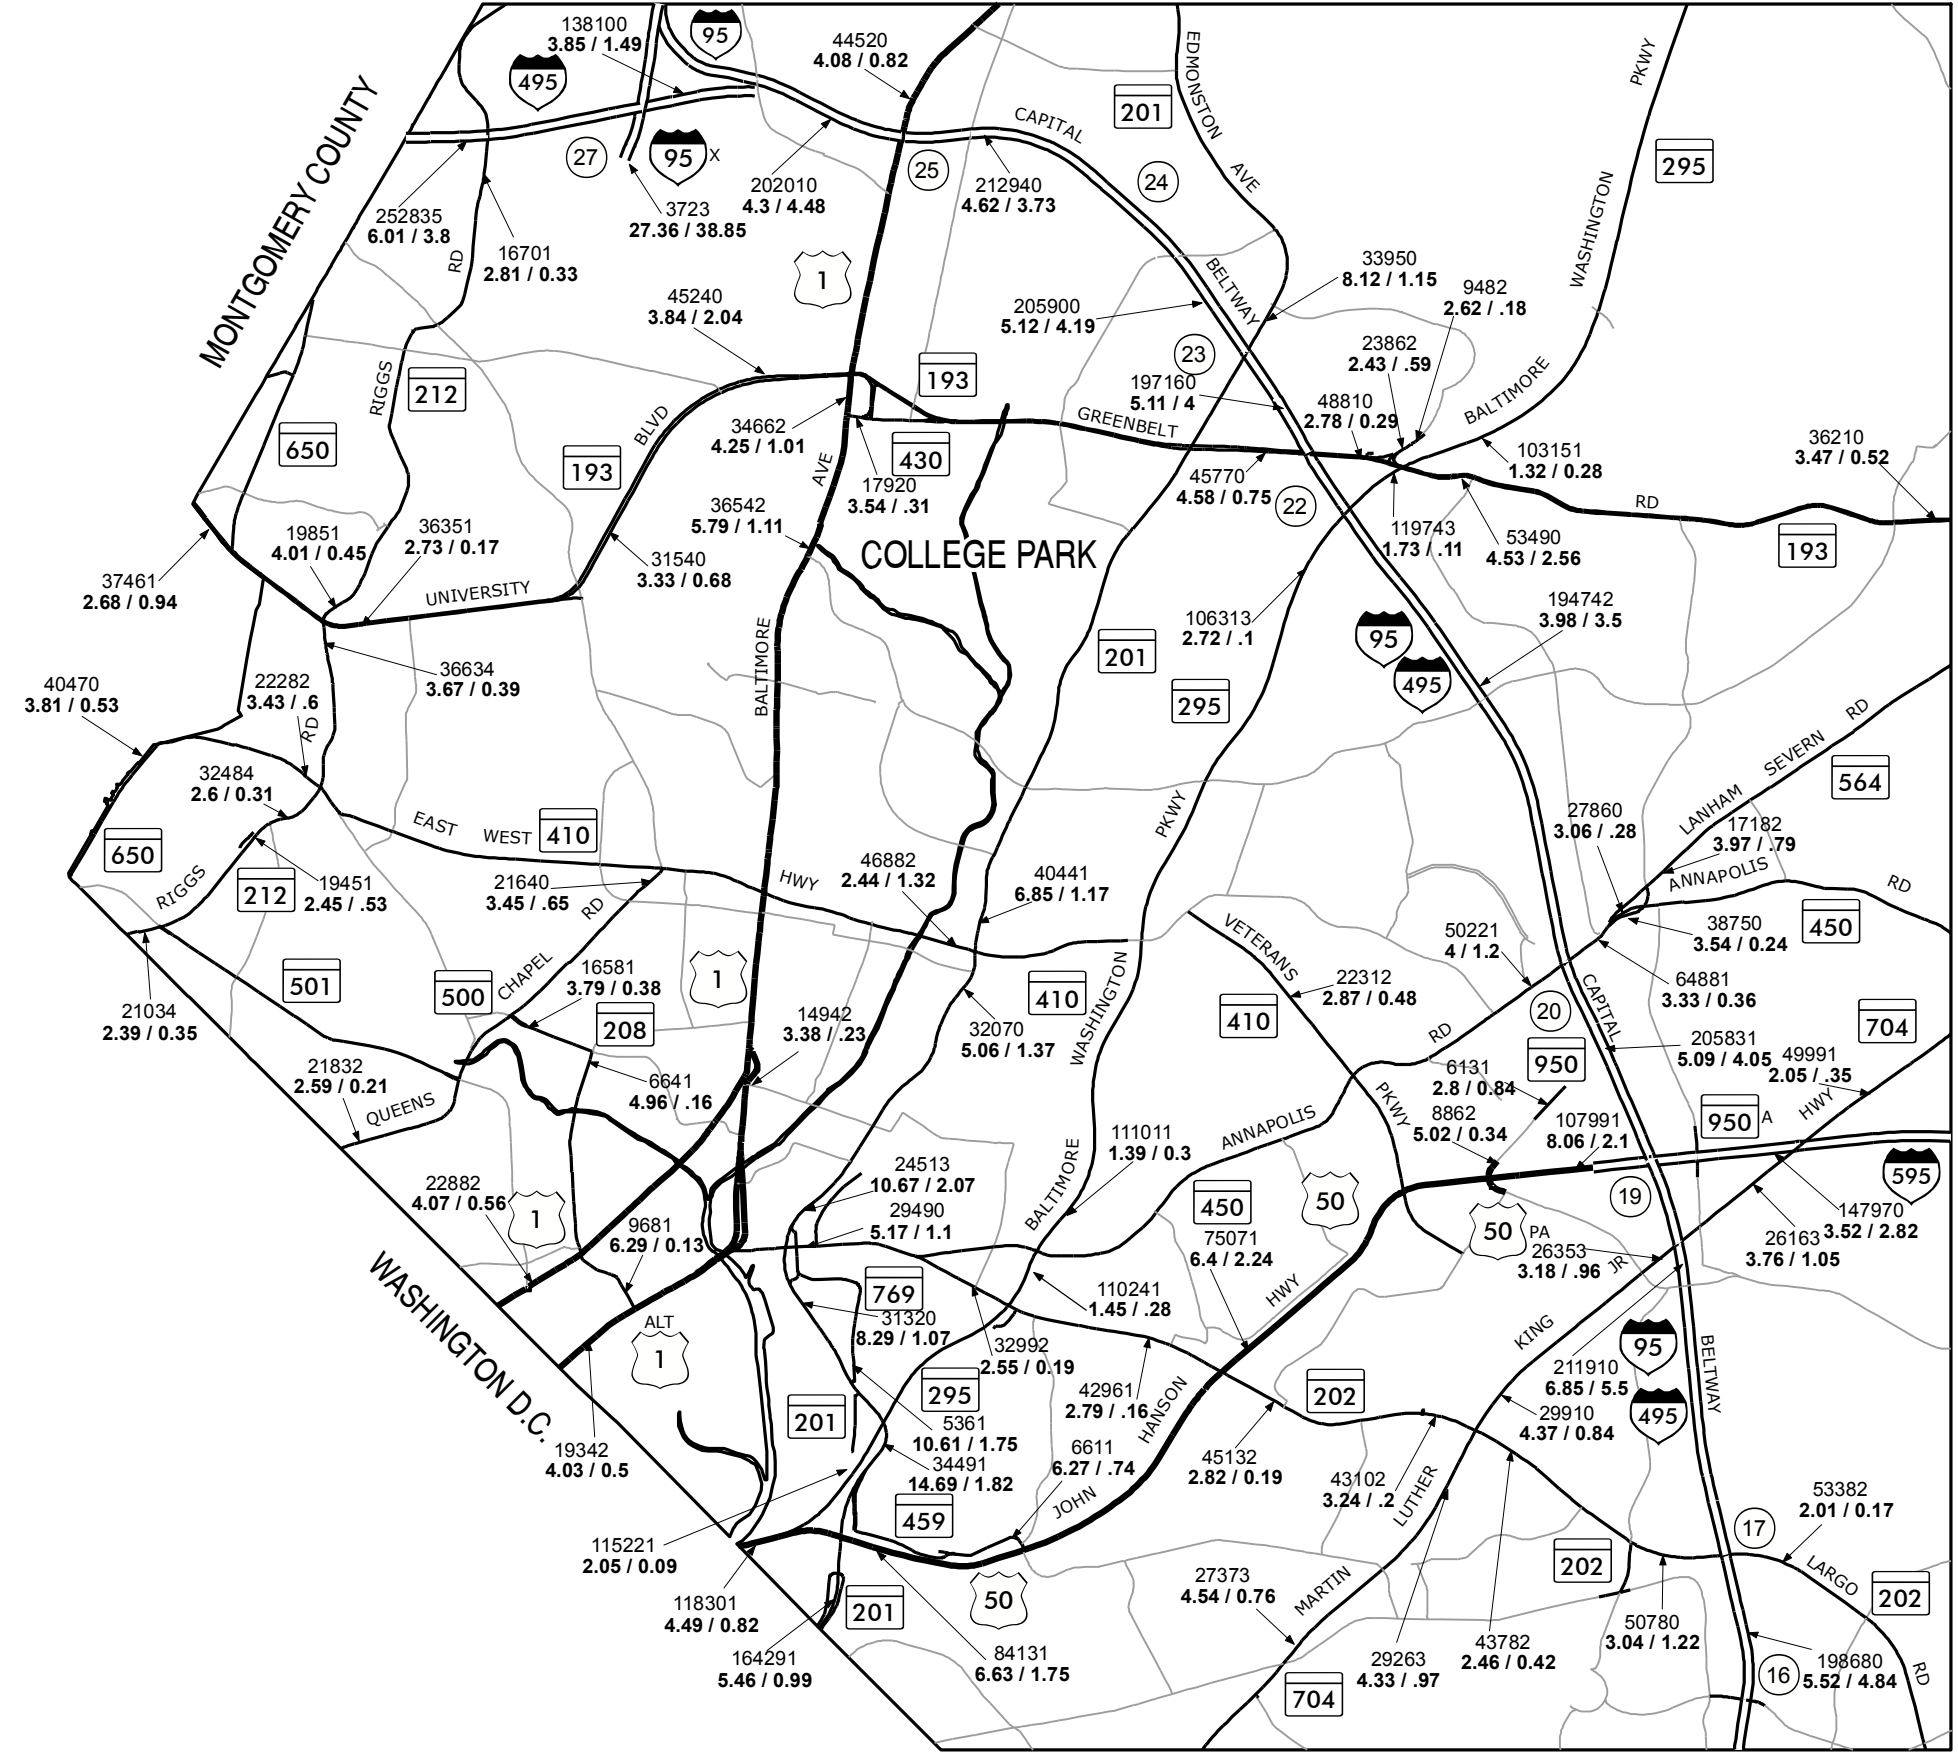 138100
3.85 / 1.49
95
495
44520
4.08 / 0.82
EDMONSTON
AVE
201
PKWY
295
CAPITAL
24
25
27
95 X
MONTGOMERY COUNTY
252835
6.01 / 3.8
RD
16701
2.81 / 0.33
3723
27.36 / 38.85
202010
4.3 / 4.48
212940
4.62 / 3.73
WASHINGTON
1
45240
3.84 / 2.04
205900
5.12 / 4.19
BELTWAY
33950
8.12 / 1.15
9482
2.62 / .18
23862
2.43 / .59
23
197160
5.11 / 4
48810
2.78 / 0.29
BALTIMORE
193
RIGGS
212
BLVD
34662
4.25 / 1.01
GREENBELT
430
650
193
AVE
17920
3.54 / .31
45770
4.58 / 0.75
22
103151
1.32 / 0.28
36210
3.47 / 0.52
RD
193
36542
5.79 / 1.11
COLLEGE PARK
119743
1.73 / .11
53490
4.53 / 2.56
19851
4.01 / 0.45
36351
2.73 / 0.17
31540
3.33 / 0.68
37461
2.68 / 0.94
UNIVERSITY
106313
2.72 / .1
194742
3.98 / 3.5
95
495
201
295
BALTIMORE
36634
3.67 / 0.39
40470
3.81 / 0.53
22282
3.43 / .6
RD
32484
2.6 / 0.31
RD
SEVERN
LANHAM
564
27860
3.06 / .28
17182
3.97 / .79
ANNAPOLIS
RD
450
38750
3.54 / 0.24
64881
3.33 / 0.36
EAST
WEST
410
HWY
PKWY
650
RIGGS
212
19451
2.45 / .53
21640
3.45 / .65
RD
46882
2.44 / 1.32
40441
6.85 / 1.17
VETERANS
50221
4 / 1.2
22312
2.87 / 0.48
410
20
CAPITAL
704
21034
2.39 / 0.35
501
500
CHAPEL
16581
3.79 / 0.38
208
1
14942
3.38 / .23
410
WASHINGTON
32070
5.06 / 1.37
RD
950
205831
5.09 / 4.05
49991
2.05 / .35
HWY
6131
2.8 / 0.84
8862
5.02 / 0.34
107991
8.06 / 2.1
950 A
595
21832
2.59 / 0.21
QUEENS
6641
4.96 / .16
PKWY
ANNAPOLIS
111011
1.39 / 0.3
24513
10.67 / 2.07
29490
5.17 / 1.1
BALTIMORE
450
50
50 PA
19
22882
4.07 / 0.56
1
9681
6.29 / 0.13
75071
6.4 / 2.24
26353
3.18 / .96
JR
147970
3.52 / 2.82
26163
3.76 / 1.05
WASHINGTON D.C.
ALT
1
769
31320
8.29 / 1.07
110241
1.45 / .28
HWY
32992
2.55 / 0.19
KING
95
495
BELTWAY
211910
6.85 / 5.5
295
201
42961
2.79 / .16
HANSON
202
29910
4.37 / 0.84
19342
4.03 / 0.5
5361
10.61 / 1.75
34491
14.69 / 1.82
6611
6.27 / .74
45132
2.82 / 0.19
43102
3.24 / .2
LUTHER
459
JOHN
53382
2.01 / 0.17
17
LARGO
202
202
115221
2.05 / 0.09
118301
4.49 / 0.82
201
50
164291
5.46 / 0.99
84131
6.63 / 1.75
27373
4.54 / 0.76
MARTIN
29263
4.33 / .97
43782
2.46 / 0.42
50780
3.04 / 1.22
16
198680
5.52 / 4.84
RD
704